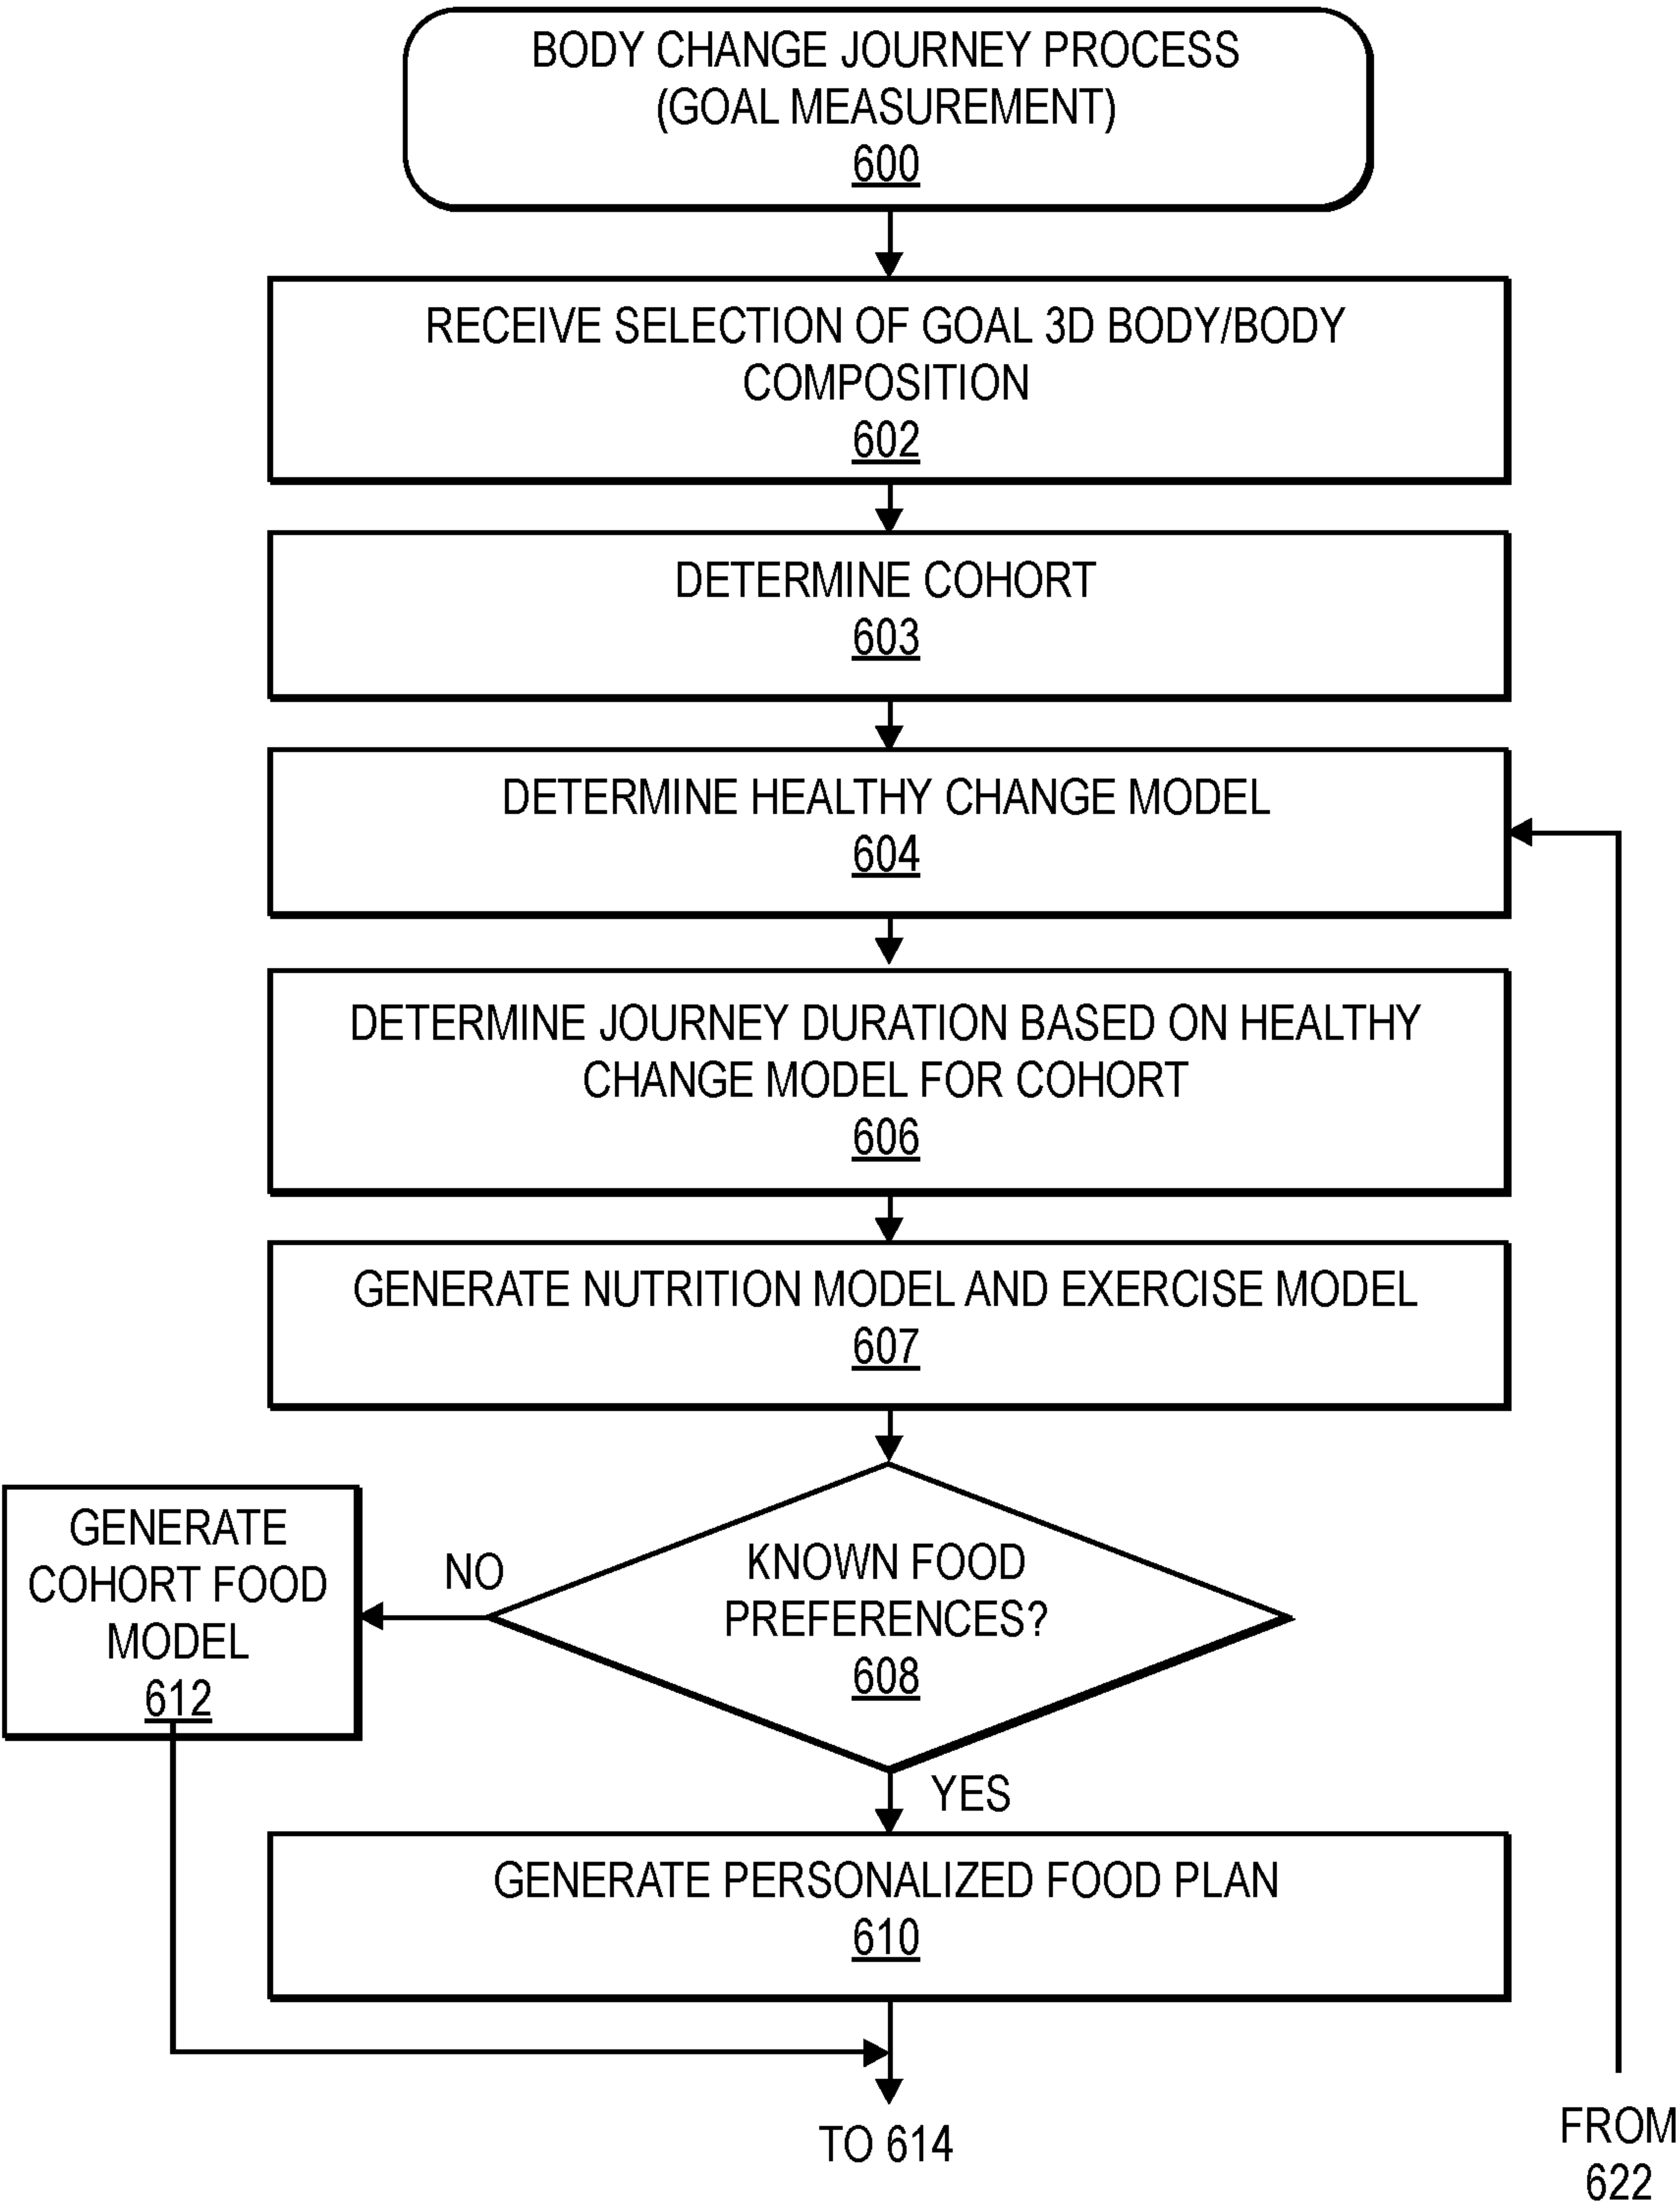 BODY CHANGE JOURNEY PROCESS
(GOAL MEASUREMENT)
600
RECEIVE SELECTION OF GOAL 3D BODY/BODY
COMPOSITION
602
DETERMINE COHORT
603
DETERMINE HEALTHY CHANGE MODEL
604
DETERMINE JOURNEY DURATION BASED ON HEALTHY
CHANGE MODEL FOR COHORT
606
GENERATE NUTRITION MODEL AND EXERCISE MODEL
607
KNOWN FOOD
PREFERENCES?
608
NO
GENERATE
COHORT FOOD
MODEL
612
YES
GENERATE PERSONALIZED FOOD PLAN
610
TO 614
FROM
622